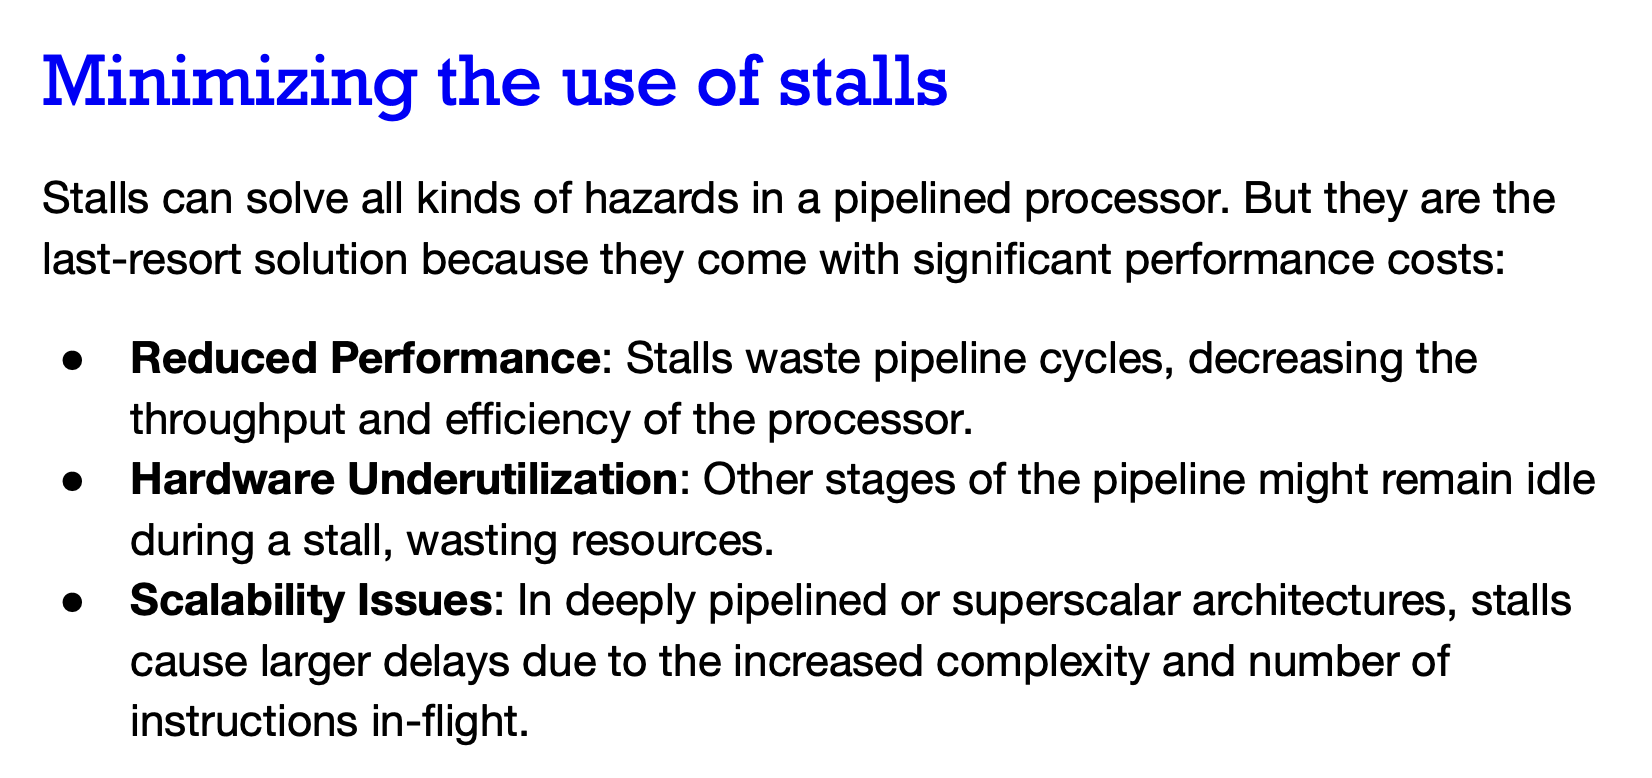 Minimizing the use of stalls
Stalls can solve all kinds of hazards in a pipelined processor. But they are the
last-resort solution because they come with significant performance costs:
● Reduced Performance: Stalls waste pipeline cycles, decreasing the
throughput and efficiency of the processor.
● Hardware Underutilization: Other stages of the pipeline might remain idle
during a stall, wasting resources.
● Scalability Issues: In deeply pipelined or superscalar architectures, stalls
cause larger delays due to the increased complexity and number of
instructions in-flight.